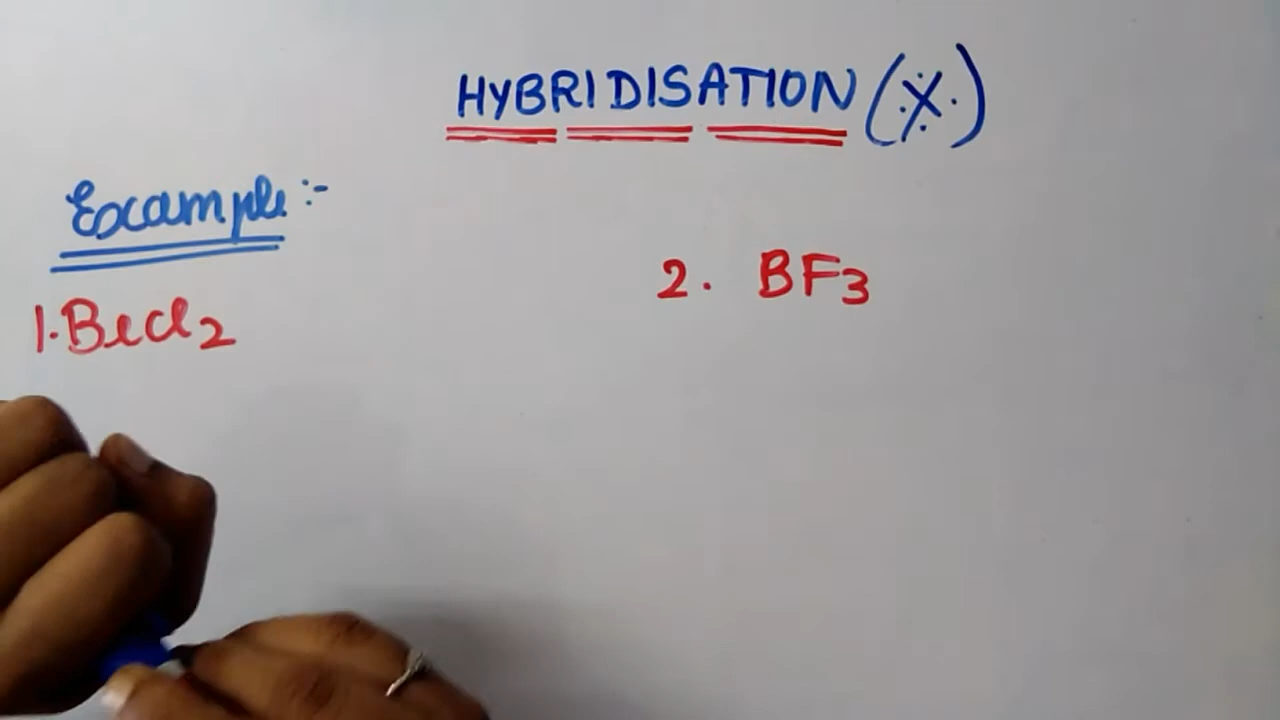 HYBRIDISATION (X)
Example :-
2. BF3
1. BeCl2